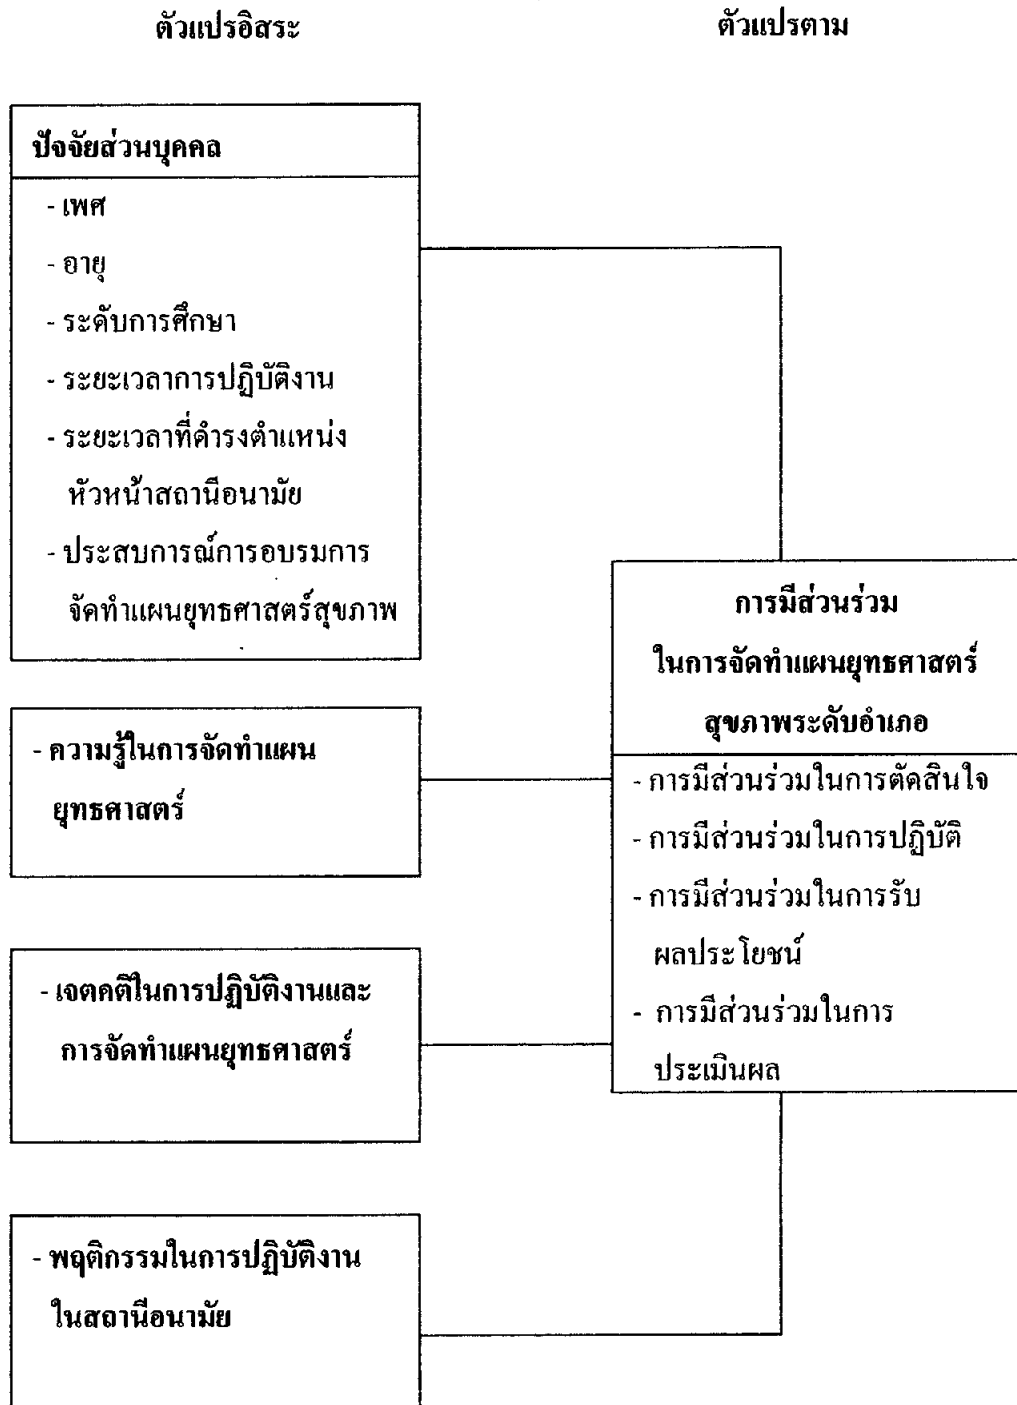 ตัวแปรอิสระ
ตัวแปรตาม
ปัจจัยส่วนบุคคล
- เพศ
- อายุ
- ระดับการศึกษา
- ระยะเวลาการปฏิบัติงาน
- ระยะเวลาที่ดำรงตำแหน่ง
หัวหน้าสถานีอนามัย
- ประสบการณ์การอบรมการ
จัดทำแผนยุทธศาสตร์สุขภาพ
- ความรู้ในการจัดทำแผน
ยุทธศาสตร์
- เจตคติในการปฏิบัติงานและ
การจัดทำแผนยุทธศาสตร์
- พฤติกรรมในการปฏิบัติงาน
ในสถานีอนามัย
การมีส่วนร่วม
ในการจัดทำแผนยุทธศาสตร์
สุขภาพระดับอำเภอ
- การมีส่วนร่วมในการตัดสินใจ
- การมีส่วนร่วมในการปฏิบัติ
- การมีส่วนร่วมในการรับ
ผลประโยชน์
- การมีส่วนร่วมในการ
ประเมินผล